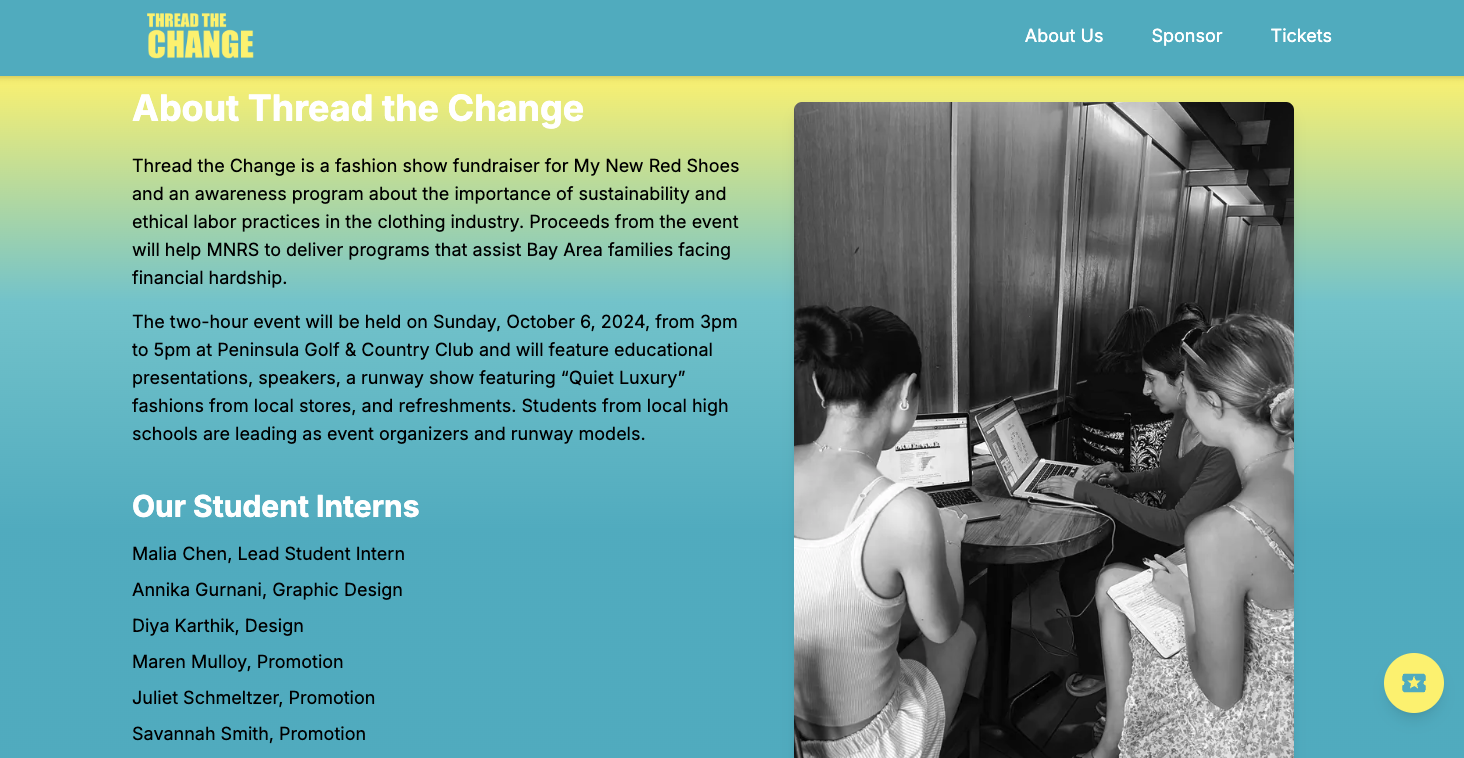 THREAD THE
CHANGE
About Us
Sponsor
Tickets
About Thread the Change
Thread the Change is a fashion show fundraiser for My New Red Shoes
and an awareness program about the importance of sustainability and
ethical labor practices in the clothing industry. Proceeds from the event
will help MNRS to deliver programs that assist Bay Area families facing
financial hardship.
The two-hour event will be held on Sunday, October 6, 2024, from 3pm
to 5pm at Peninsula Golf & Country Club and will feature educational
presentations, speakers, a runway show featuring “Quiet Luxury”
fashions from local stores, and refreshments. Students from local high
schools are leading as event organizers and runway models.
Our Student Interns
Malia Chen, Lead Student Intern
Annika Gurnani, Graphic Design
Diya Karthik, Design
Maren Mulloy, Promotion
Juliet Schmeltzer, Promotion
Savannah Smith, Promotion